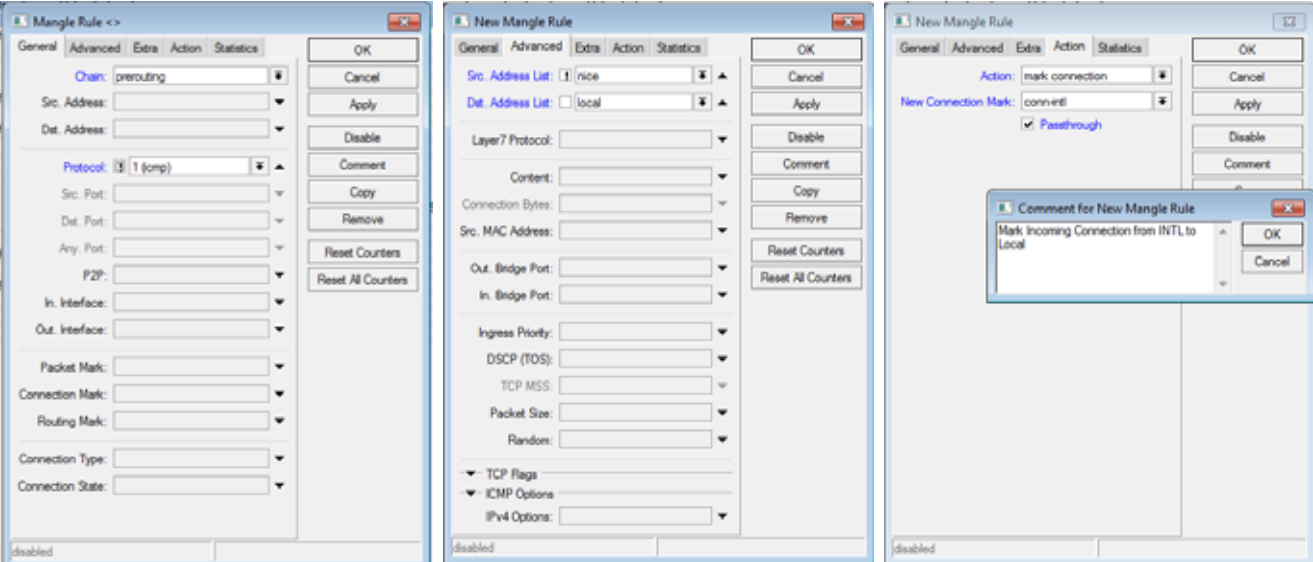 Mangle Rule <>
General Advanced Extra Action Statistics
Chain: prerouting
Src. Address:
Dst. Address:
Protocol: ! 1 (icmp)
Src. Port:
Dst. Port:
Any. Port:
P2P:
In. Interface:
Out. Interface:
Packet Mark:
Connection Mark:
Routing Mark:
Connection Type:
Connection State:
OK
Cancel
Apply
Disable
Comment
Copy
Remove
Reset Counters
Reset All Counters
disabled
New Mangle Rule
General Advanced Extra Action Statistics
Src. Address List: ! nice
Dst. Address List: local
Layer7 Protocol:
Content:
Connection Bytes:
Src. MAC Address:
Out. Bridge Port:
In. Bridge Port:
Ingress Priority:
DSCP (TOS):
TCP MSS:
Packet Size:
Random:
TCP Flags
ICMP Options
IPv4 Options:
OK
Cancel
Apply
Disable
Comment
Copy
Remove
Reset Counters
Reset All Counters
disabled
New Mangle Rule
General Advanced Extra Action Statistics
Action: mark connection
New Connection Mark: conn-intl
Passthrough
OK
Cancel
Apply
Disable
Comment
Comment for New Mangle Rule
Mark Incoming Connection from INTL to
Local
OK
Cancel
disabled